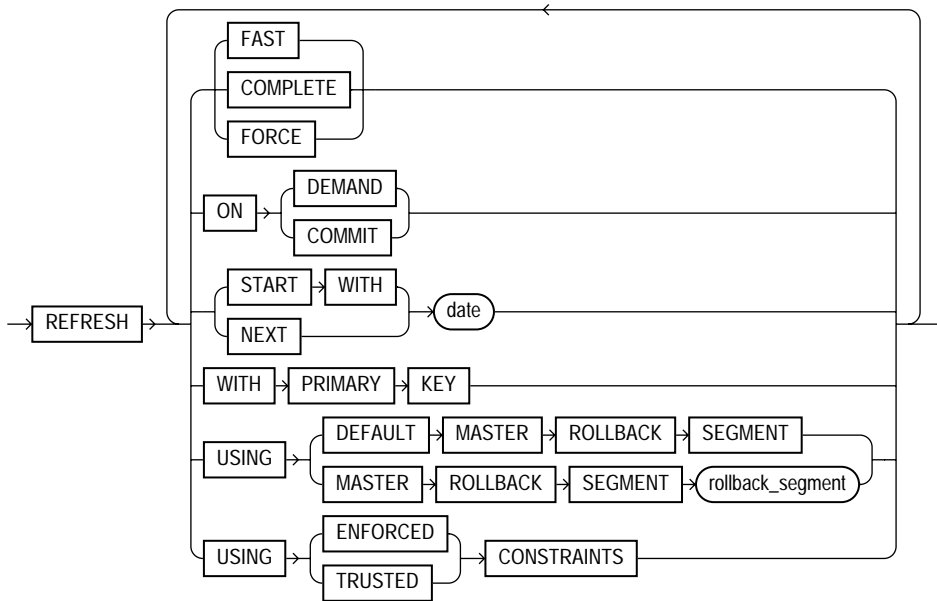 FAST
COMPLETE
FORCE
ON DEMAND
COMMIT
START WITH
NEXT
date
REFRESH
WITH PRIMARY KEY
USING DEFAULT MASTER ROLLBACK SEGMENT
MASTER ROLLBACK SEGMENT rollback_segment
USING ENFORCED
TRUSTED
CONSTRAINTS